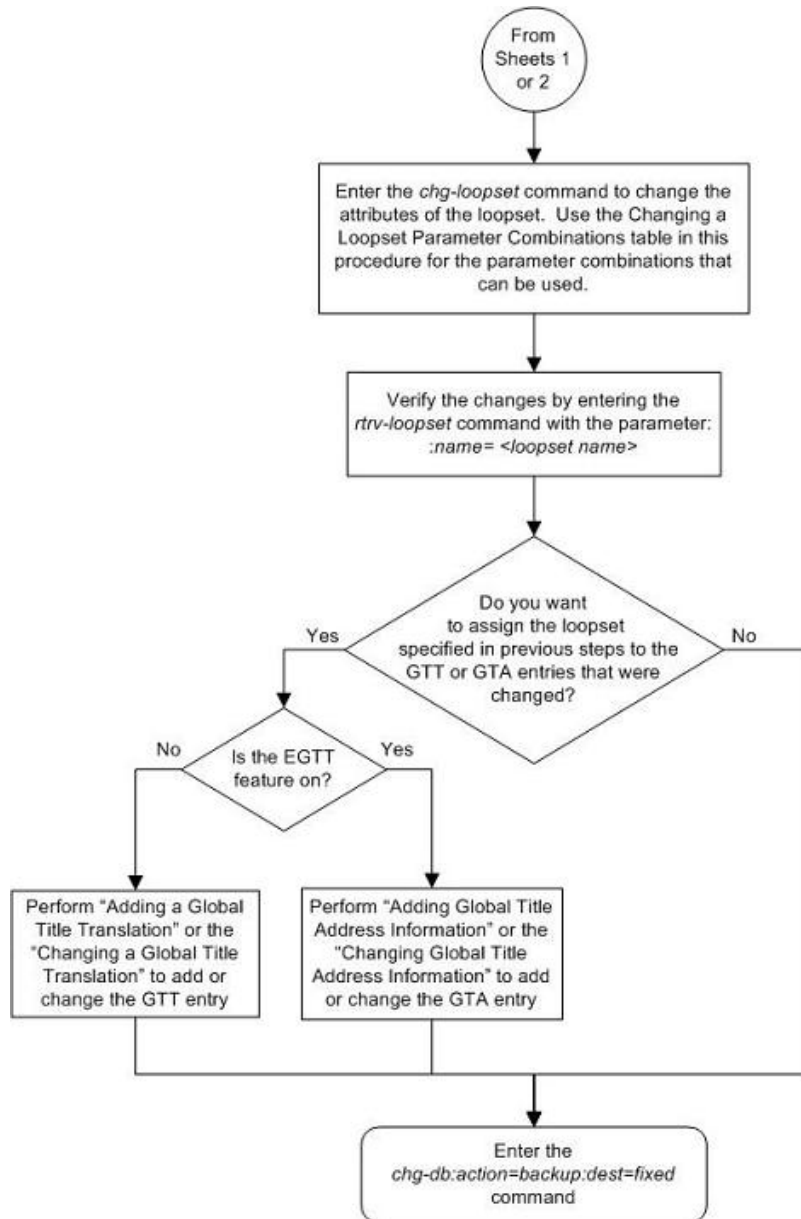 From
Sheets 1
or 2
Enter the chg-loopset command to change the
attributes of the loopset. Use the Changing a
Loopset Parameter Combinations table in this
procedure for the parameter combinations that
can be used.
Verify the changes by entering the
rtrv-loopset command with the parameter:
:name= <loopset name>
Do you want
to assign the loopset
specified in previous steps to the
GTT or GTA entries that were
changed?
Yes
No
Is the EGTT
feature on?
No
Yes
Perform “Adding a Global
Title Translation” or the
“Changing a Global Title
Translation” to add or
change the GTT entry
Perform “Adding Global Title
Address Information” or the
"Changing Global Title
Address Information” to add
or change the GTA entry
Enter the
chg-db:action=backup:dest=fixed
command